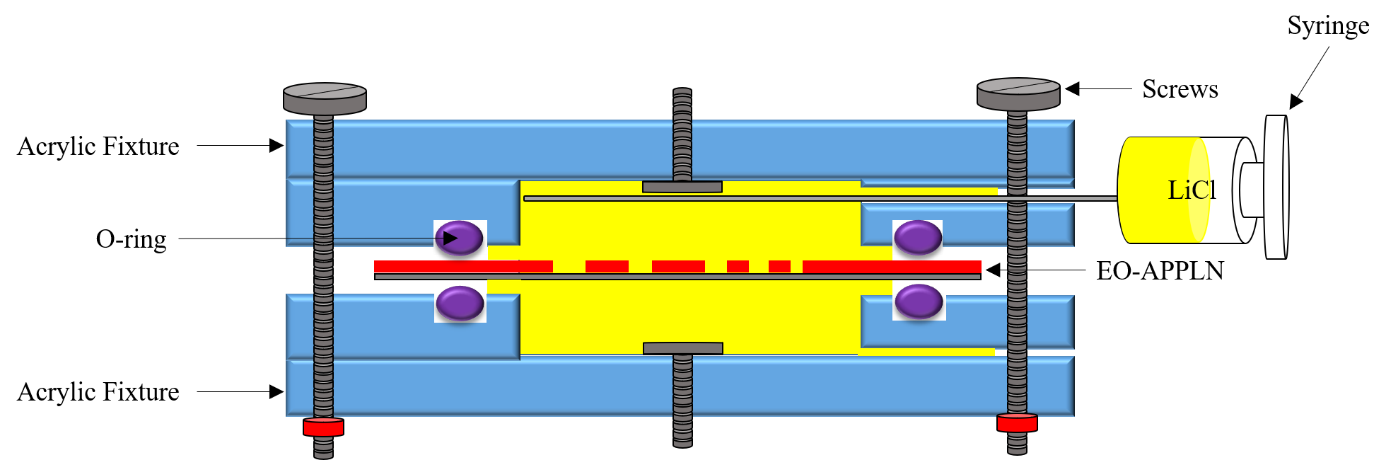 Syringe
Screws
Acrylic Fixture
LiCl
O-ring
EO-APPLN
Acrylic Fixture